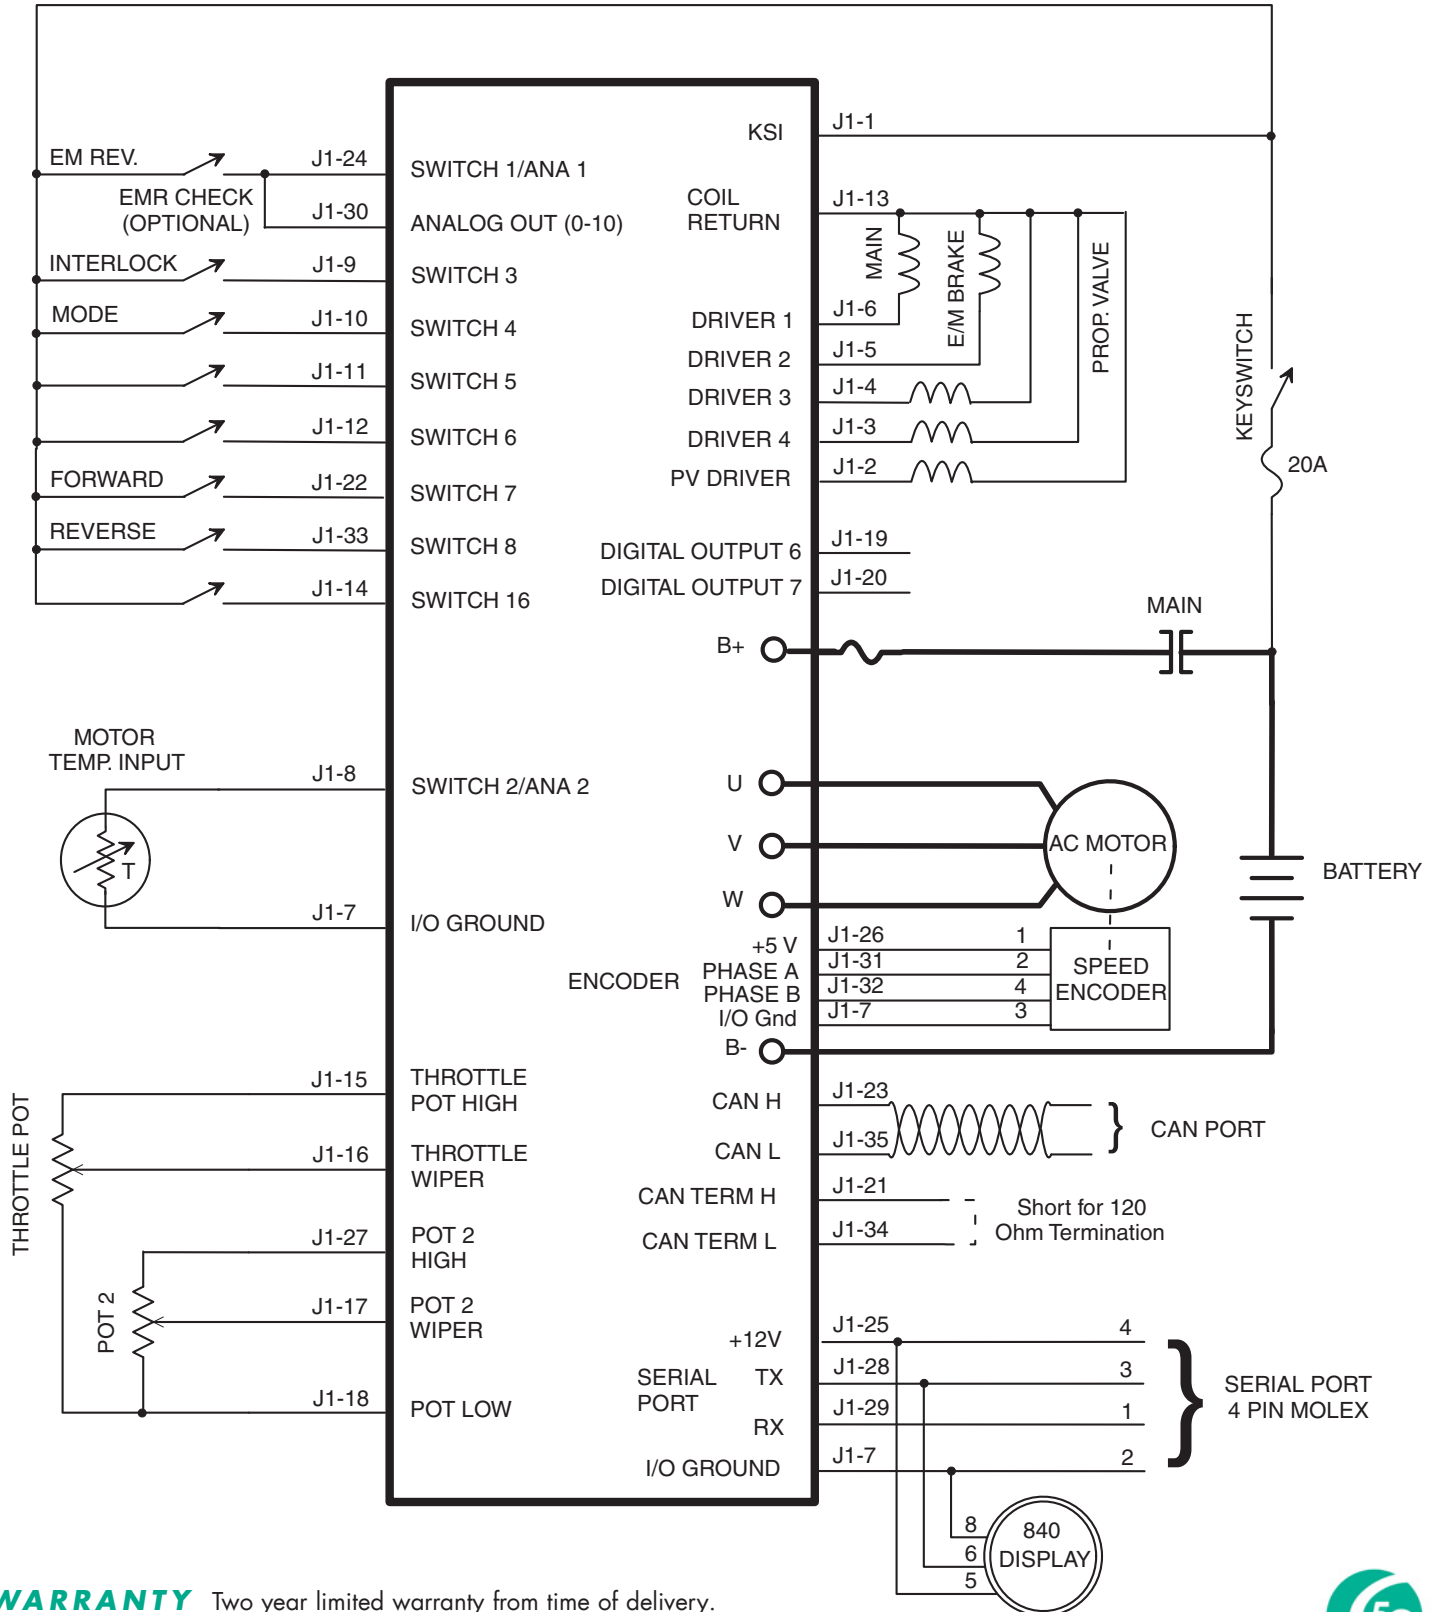 KSI
J1-1
EM REV.
J1-24
SWITCH 1/ANA 1
EMR CHECK
(OPTIONAL)
J1-30
ANALOG OUT (0-10)
INTERLOCK
J1-9
SWITCH 3
MODE
J1-10
SWITCH 4
J1-11
SWITCH 5
J1-12
SWITCH 6
FORWARD
J1-22
SWITCH 7
REVERSE
J1-33
SWITCH 8
J1-14
SWITCH 16
COIL
RETURN
J1-13
MAIN
E/M BRAKE
PROP. VALVE
DRIVER 1
J1-6
DRIVER 2
J1-5
DRIVER 3
J1-4
DRIVER 4
J1-3
PV DRIVER
J1-2
KEYSWITCH
20A
DIGITAL OUTPUT 6
J1-19
DIGITAL OUTPUT 7
J1-20
B+
MAIN
MOTOR
TEMP. INPUT
T
J1-8
SWITCH 2/ANA 2
J1-7
I/O GROUND
U
V
W
AC MOTOR
BATTERY
ENCODER
+5 V
J1-26
1
PHASE A
J1-31
2
PHASE B
J1-32
4
I/O Gnd
J1-7
3
SPEED
ENCODER
B-
THROTTLE POT
J1-15
THROTTLE
POT HIGH
J1-16
THROTTLE
WIPER
POT 2
J1-27
POT 2
HIGH
J1-17
POT 2
WIPER
J1-18
POT LOW
CAN H
J1-23
CAN L
J1-35
CAN PORT
CAN TERM H
J1-21
CAN TERM L
J1-34
Short for 120
Ohm Termination
SERIAL
PORT
+12V
J1-25
4
TX
J1-28
3
RX
J1-29
1
I/O GROUND
J1-7
2
SERIAL PORT
4 PIN MOLEX
8
6
5
840
DISPLAY
WARRANTY Two year limited warranty from time of delivery.